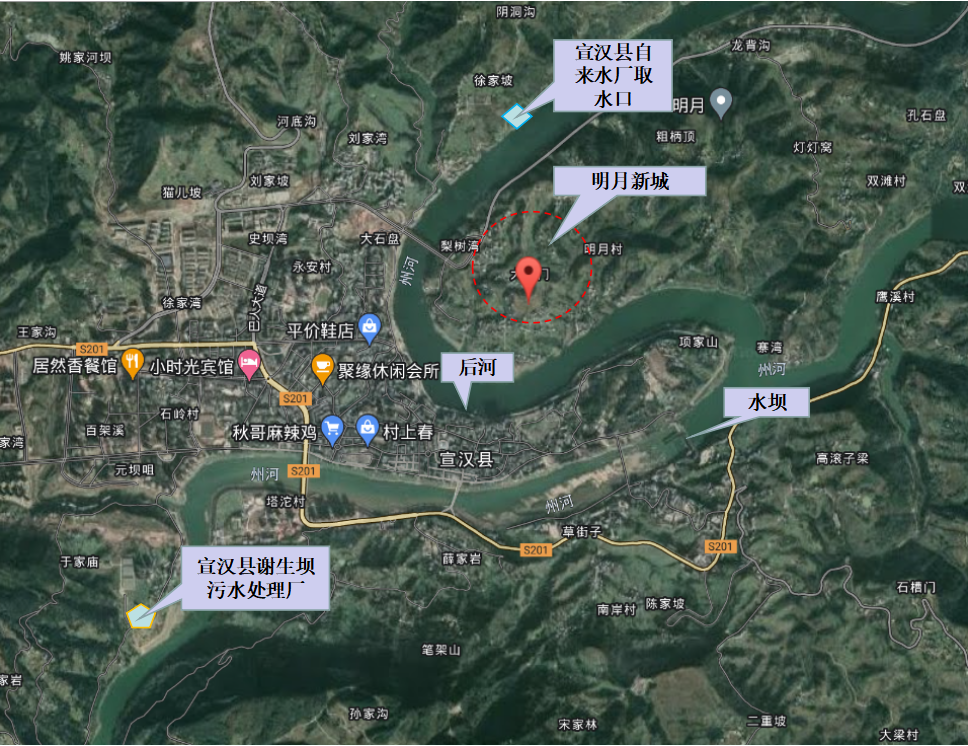 阴洞沟
龙背沟
姚家河坝
宣汉县自
来水厂取
水口
徐家坡
明月
孔石盘
河底沟
刘家湾
粗柄顶
灯灯窝
猫儿坡
刘家坡
明月新城
双滩村
双
史坝湾
大石盘
梨树湾
明月村
永安村
州河
鹰溪村
徐家湾
巴人大道
王家沟
平价鞋店
项家山
寨湾
S201
居然香餐馆
小时光宾馆
聚缘休闲会所
后河
州河
S201
石岭村
水坝
百架溪
秋哥麻辣鸡
村上春
家湾
宣汉县
高滚子梁
元坝咀
州河
S201
塔沱村
州河
草街子
S201
S201
于家庙
宣汉县谢生坝
污水处理厂
薛家岩
石槽门
南岸村
陈家坡
笔架山
家岩
孙家沟
宋家林
二重坡
大梁村